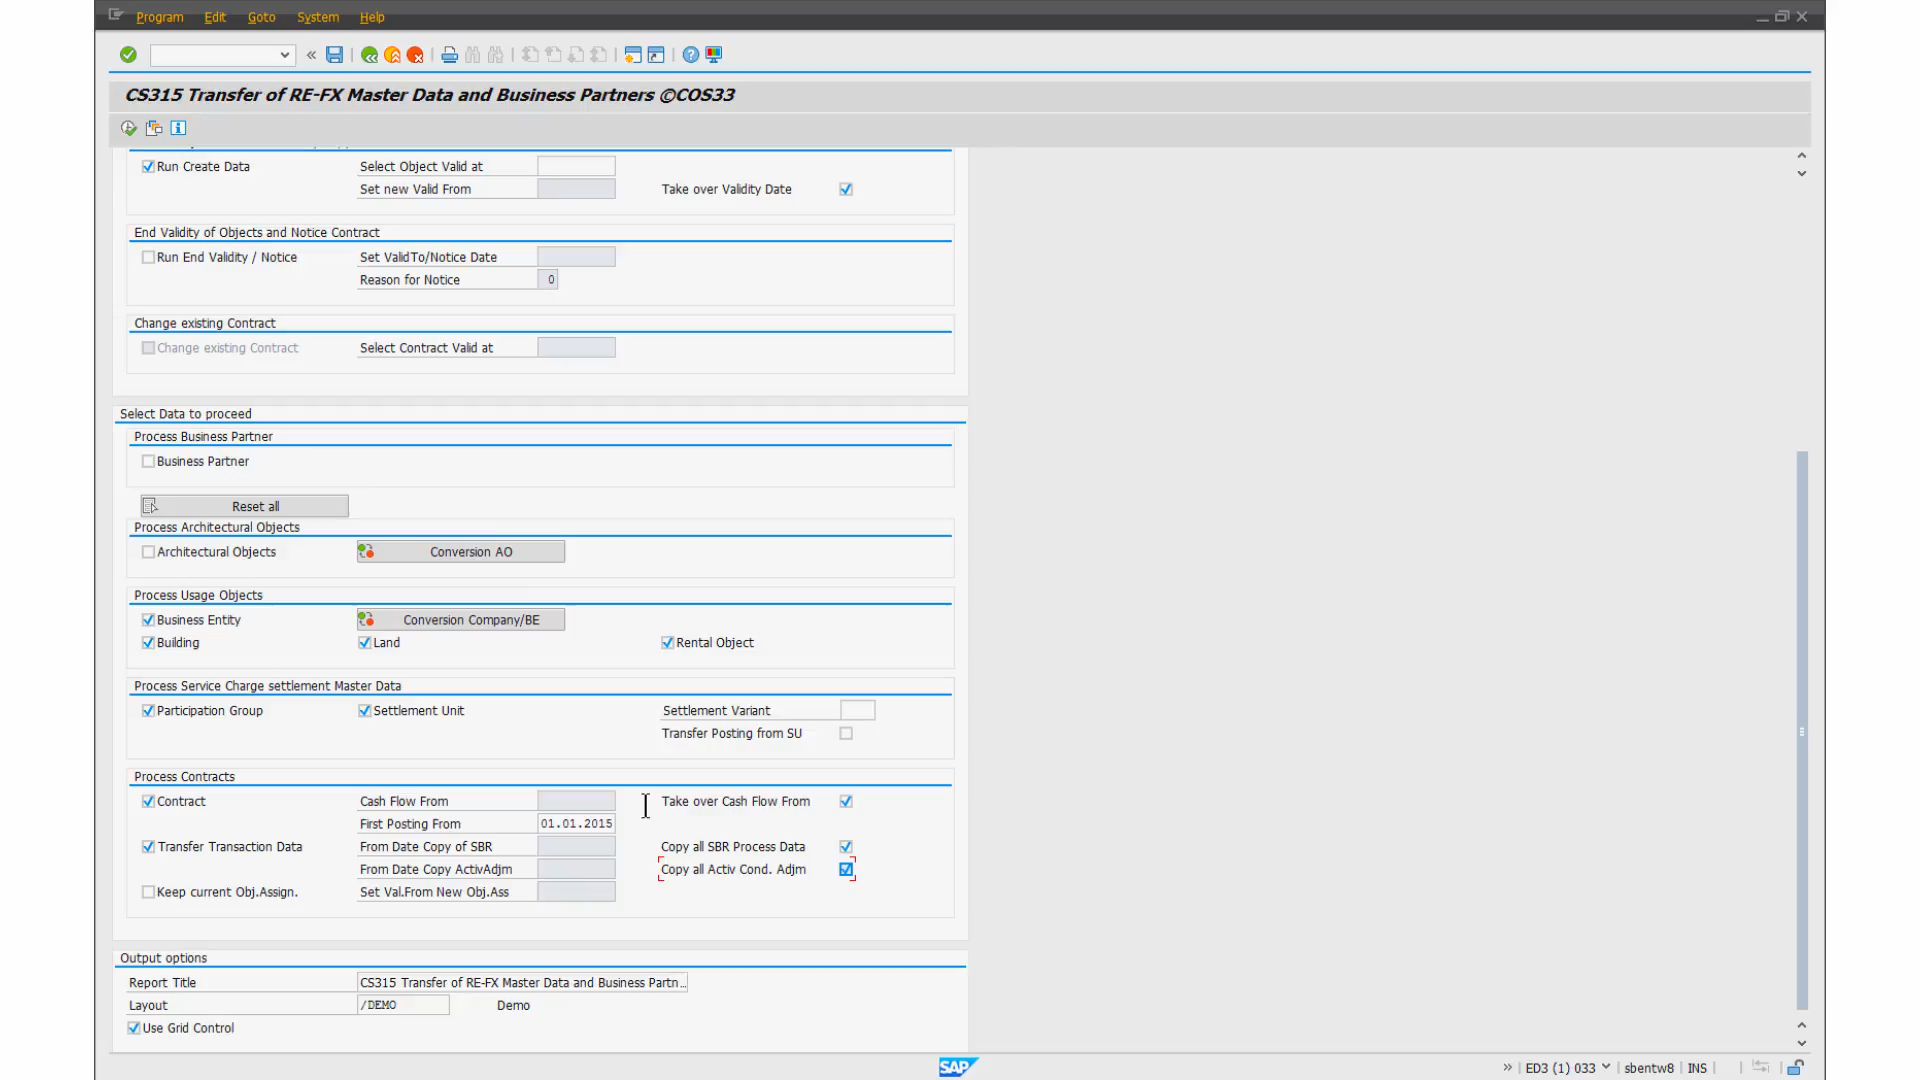 Program Edit Goto System Help
«
CS315 Transfer of RE-FX Master Data and Business Partners ©COS33
Run Create Data Select Object Valid at
Set new Valid From Take over Validity Date
End Validity of Objects and Notice Contract
Run End Validity / Notice Set ValidTo/Notice Date
Reason for Notice 0
Change existing Contract
Change existing Contract Select Contract Valid at
Select Data to proceed
Process Business Partner
Business Partner
Reset all
Process Architectural Objects
Architectural Objects Conversion AO
Process Usage Objects
Business Entity Conversion Company/BE
Building Land Rental Object
Process Service Charge settlement Master Data
Participation Group Settlement Unit Settlement Variant
Transfer Posting from SU
Process Contracts
Contract Cash Flow From Take over Cash Flow From
First Posting From 01.01.2015
Transfer Transaction Data From Date Copy of SBR Copy all SBR Process Data
From Date Copy ActivAdjm Copy all Activ Cond. Adjm
Keep current Obj.Assign. Set Val.From New Obj.Ass
Output options
Report Title CS315 Transfer of RE-FX Master Data and Business Partn...
Layout /DEMO Demo
Use Grid Control
SAP » ED3 (1) 033 sbentw8 INS